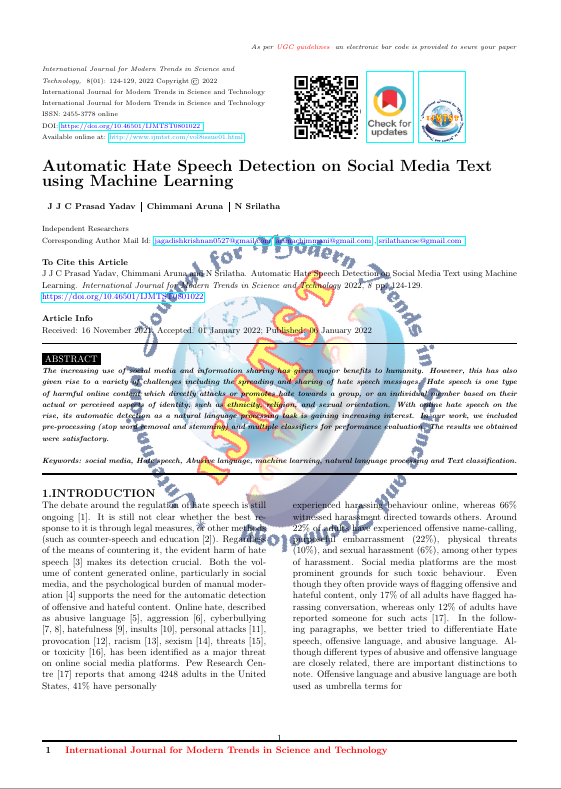 As per UGC guidelines an electronic bar code is provided to seure your paper
International Journal for Modern Trends in Science and
Technology, 8(01): 124-129, 2022 Copyright © 2022
International Journal for Modern Trends in Science and Technology
International Journal for Modern Trends in Science and Technology
ISSN: 2455-3778 online
DOI: https://doi.org/10.46501/IJMTST0801022
Available online at: http://www.ijmtst.com/vol8issue01.html
Check for
updates
IJMTST
Automatic Hate Speech Detection on Social Media Text
using Machine Learning
J J C Prasad Yadav | Chimmani Aruna | N Srilatha
Independent Researchers
Corresponding Author Mail Id: jagadishkrishnan0527@gmail.com, arunachimmani@gmail.com , srilathancse@gmail.com
To Cite this Article
J J C Prasad Yadav, Chimmani Aruna and N Srilatha. Automatic Hate Speech Detection on Social Media Text using Machine
Learning. International Journal for Modern Trends in Science and Technology 2022, 8 pp. 124-129.
https://doi.org/10.46501/IJMTST0801022
Article Info
Received: 16 November 2021; Accepted: 01 January 2022; Published: 06 January 2022
ABSTRACT
The increasing use of social media and information sharing has given major benefits to humanity. However, this has also
given rise to a variety of challenges including the spreading and sharing of hate speech messages. Hate speech is one type
of harmful online content which directly attacks or promotes hate towards a group, or an individual member based on their
actual or perceived aspects of identity, such as ethnicity, religion, and sexual orientation. With online hate speech on the
rise, its automatic detection as a natural language processing task is gaining increasing interest. In our work, we included
pre-processing (stop word removal and stemming) and multiple classifiers for performance evaluation. The results we obtained
were satisfactory.
Keywords: social media, Hate speech, Abusive language, machine learning, natural language processing and Text classification.
1.INTRODUCTION
The debate around the regulation of hate speech is still
ongoing [1]. It is still not clear whether the best re-
sponse to it is through legal measures, or other methods
(such as counter-speech and education [2]). Regardless
of the means of countering it, the evident harm of hate
speech [3] makes its detection crucial. Both the vol-
ume of content generated online, particularly in social
media, and the psychological burden of manual moder-
ation [4] supports the need for the automatic detection
of offensive and hateful content. Online hate, described
as abusive language [5], aggression [6], cyberbullying
[7, 8], hatefulness [9], insults [10], personal attacks [11],
provocation [12], racism [13], sexism [14], threats [15],
or toxicity [16], has been identified as a major threat
on online social media platforms. Pew Research Cen-
tre [17] reports that among 4248 adults in the United
States, 41% have personally
experienced harassing behaviour online, whereas 66%
witnessed harassment directed towards others. Around
22% of adults have experienced offensive name-calling,
purposeful embarrassment (22%), physical threats
(10%), and sexual harassment (6%), among other types
of harassment. Social media platforms are the most
prominent grounds for such toxic behaviour. Even
though they often provide ways of flagging offensive and
hateful content, only 17% of all adults have flagged ha-
rassing conversation, whereas only 12% of adults have
reported someone for such acts [17]. In the follow-
ing paragraphs, we better tried to differentiate Hate
speech, offensive language, and abusive language. Al-
though different types of abusive and offensive language
are closely related, there are important distinctions to
note. Offensive language and abusive language are both
used as umbrella terms for
1
1 International Journal for Modern Trends in Science and Technology